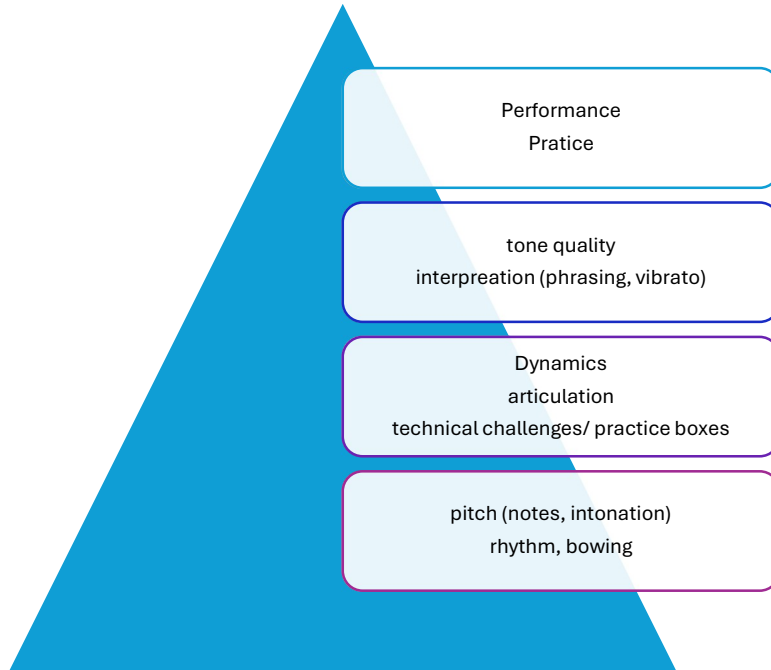 Performance
Pratice
tone quality
interpreation (phrasing, vibrato)
Dynamics
articulation
technical challenges/ practice boxes
pitch (notes, intonation)
rhythm, bowing